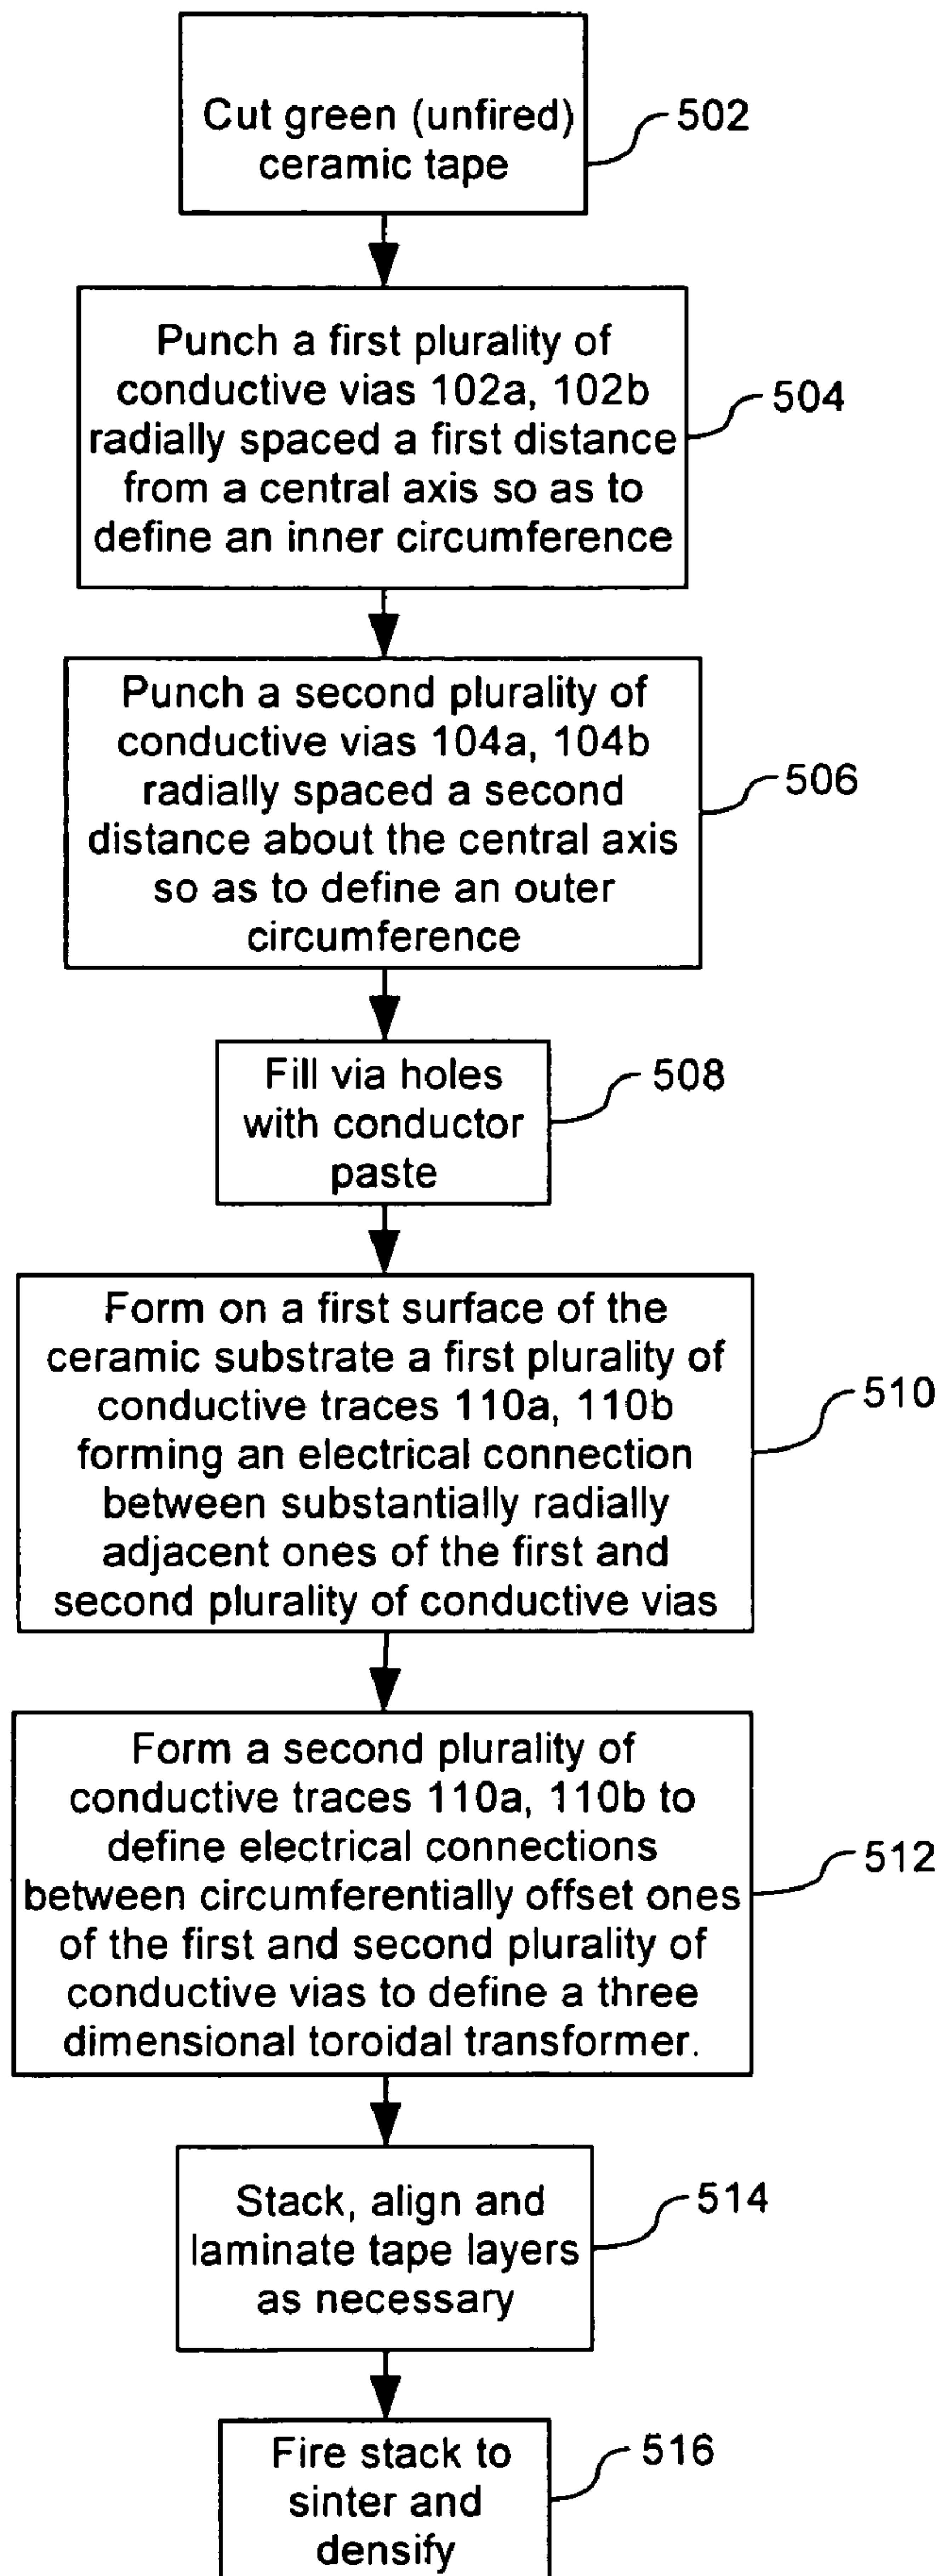 Cut green (unfired)
ceramic tape
502
Punch a first plurality of
conductive vias 102a, 102b
radially spaced a first distance
from a central axis so as to
define an inner circumference
504
Punch a second plurality of
conductive vias 104a, 104b
radially spaced a second
distance about the central axis
so as to define an outer
circumference
506
Fill via holes
with conductor
paste
508
Form on a first surface of the
ceramic substrate a first plurality of
conductive traces 110a, 110b
forming an electrical connection
between substantially radially
adjacent ones of the first and
second plurality of conductive vias
510
Form a second plurality of
conductive traces 110a, 110b to
define electrical connections
between circumferentially offset ones
of the first and second plurality of
conductive vias to define a three
dimensional toroidal transformer.
512
Stack, align and
laminate tape layers
as necessary
514
Fire stack to
sinter and
densify
516